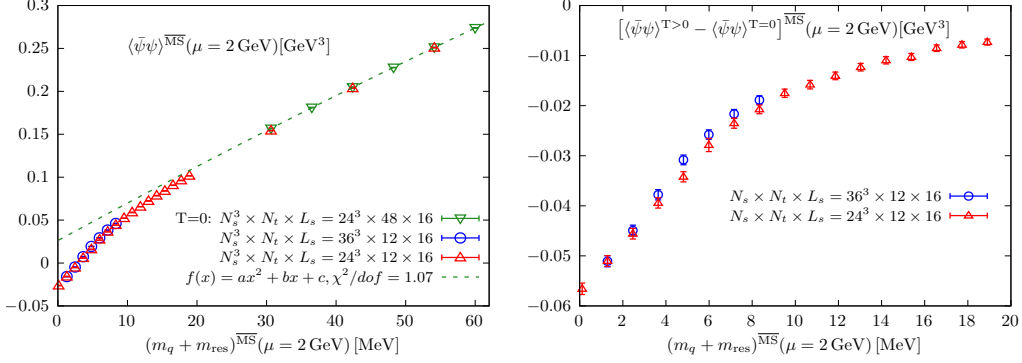 0.3
0.25
0.2
0.15
0.1
0.05
0
−0.05
⟨ψ̄ψ⟩^MS̅(μ = 2 GeV)[GeV³]
T=0: N_s³ × N_t × L_s = 24³ × 48 × 16
N_s³ × N_t × L_s = 36³ × 12 × 16
N_s³ × N_t × L_s = 24³ × 12 × 16
f(x) = ax² + bx + c, χ²/dof = 1.07
0 10 20 30 40 50 60
(m_q + m_res)^MS̅(μ = 2 GeV) [MeV]
0
−0.01
−0.02
−0.03
−0.04
−0.05
−0.06
[⟨ψ̄ψ⟩^T>0 − ⟨ψ̄ψ⟩^T=0]^MS̅(μ = 2 GeV)[GeV³]
N_s × N_t × L_s = 36³ × 12 × 16
N_s × N_t × L_s = 24³ × 12 × 16
0 2 4 6 8 10 12 14 16 18 20
(m_q + m_res)^MS̅(μ = 2 GeV) [MeV]